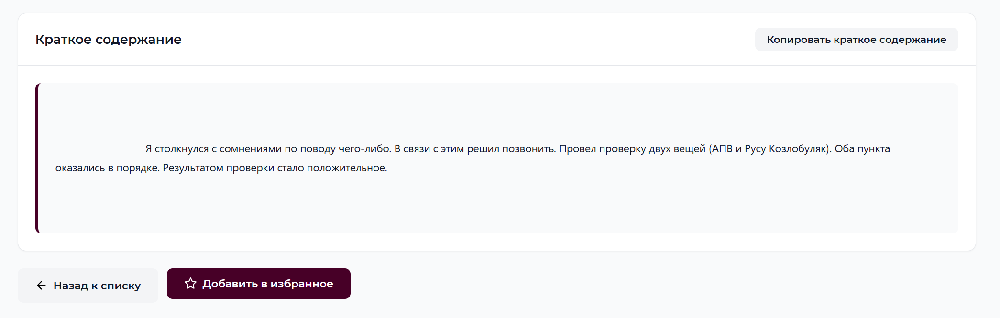 Краткое содержание
Копировать краткое содержание
Я столкнулся с сомнениями по поводу чего-либо. В связи с этим решил позвонить. Провел проверку двух вещей (АПВ и Русу Козлобуляк). Оба пункта
оказались в порядке. Результатом проверки стало положительное.
Назад к списку
Добавить в избранное